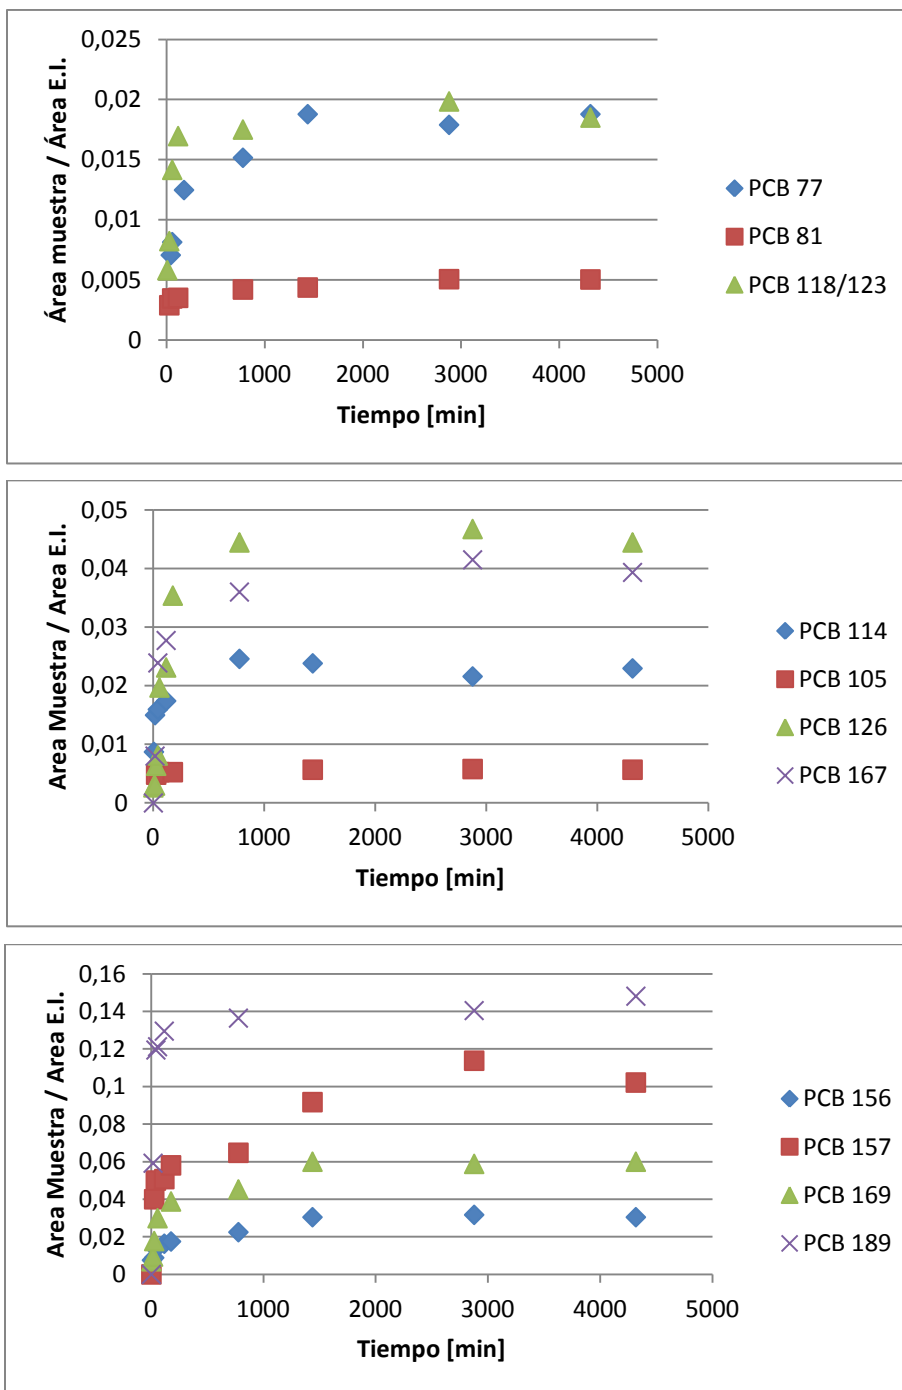 0,025
0,02
0,015
0,01
0,005
0
Área muestra / Área E.I.
0 1000 2000 3000 4000 5000
Tiempo [min]
PCB 77
PCB 81
PCB 118/123
0,05
0,04
0,03
0,02
0,01
0
Area Muestra / Area E.I.
0 1000 2000 3000 4000 5000
Tiempo [min]
PCB 114
PCB 105
PCB 126
PCB 167
0,16
0,14
0,12
0,1
0,08
0,06
0,04
0,02
0
Area Muestra / Area E.I.
0 1000 2000 3000 4000 5000
Tiempo [min]
PCB 156
PCB 157
PCB 169
PCB 189